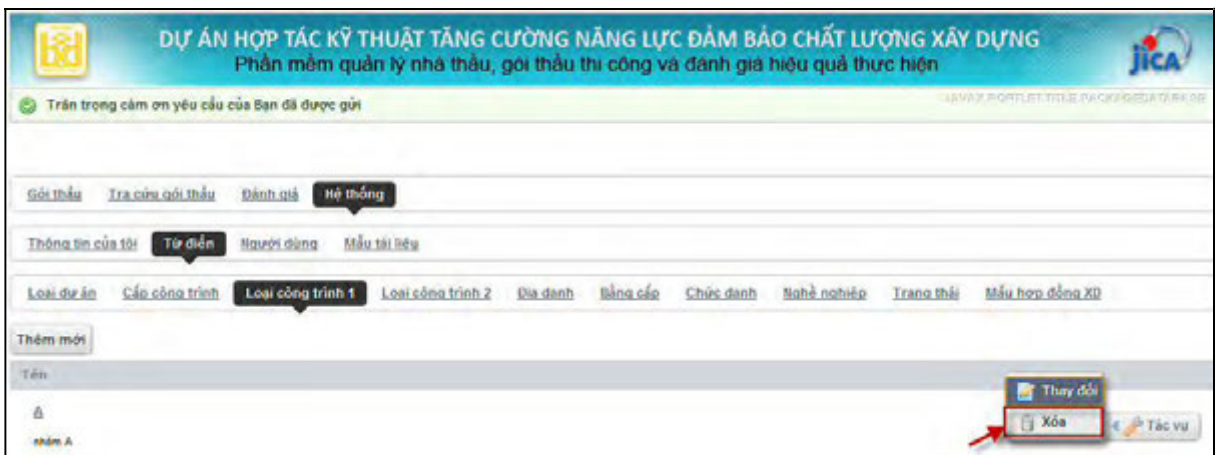 DỰ ÁN HỢP TÁC KỸ THUẬT TĂNG CƯỜNG NĂNG LỰC ĐẢM BẢO CHẤT LƯỢNG XÂY DỰNG
Phần mềm quản lý nhà thầu, gói thầu thi công và đánh giá hiệu quả thực hiện
jica
Trân trọng cảm ơn yêu cầu của Bạn đã được gửi
Gói thầu Tra cứu gói thầu Đánh giá Hệ thống
Thông tin của tôi Từ điển Người dùng Mẫu tài liệu
Loại dự án Cấp công trình Loại công trình 1 Loại công trình 2 Địa danh Bằng cấp Chức danh Nghề nghiệp Trạng thái Mẫu hợp đồng XD
Thêm mới
Tên
Thay đổi
A
Xóa
Tác vụ
nhóm A